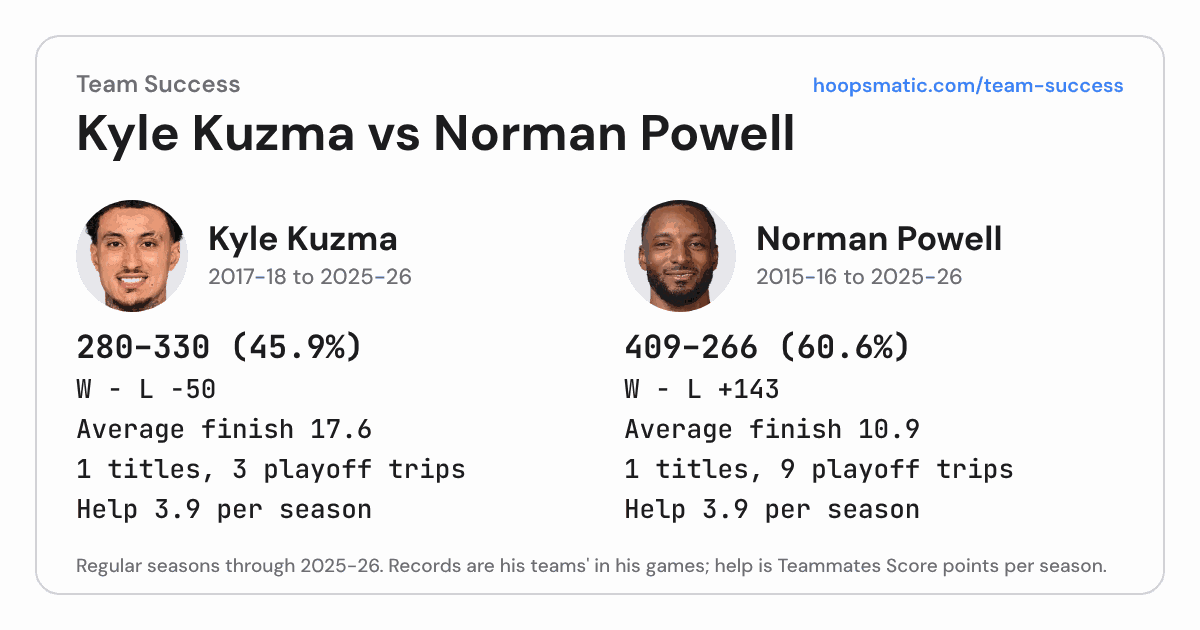 Team Success
hoopsmatic.com/team-success
Kyle Kuzma vs Norman Powell
Kyle Kuzma
2017-18 to 2025-26
280-330 (45.9%)
W - L -50
Average finish 17.6
1 titles, 3 playoff trips
Help 3.9 per season
Norman Powell
2015-16 to 2025-26
409-266 (60.6%)
W - L +143
Average finish 10.9
1 titles, 9 playoff trips
Help 3.9 per season
Regular seasons through 2025-26. Records are his teams' in his games; help is Teammates Score points per season.